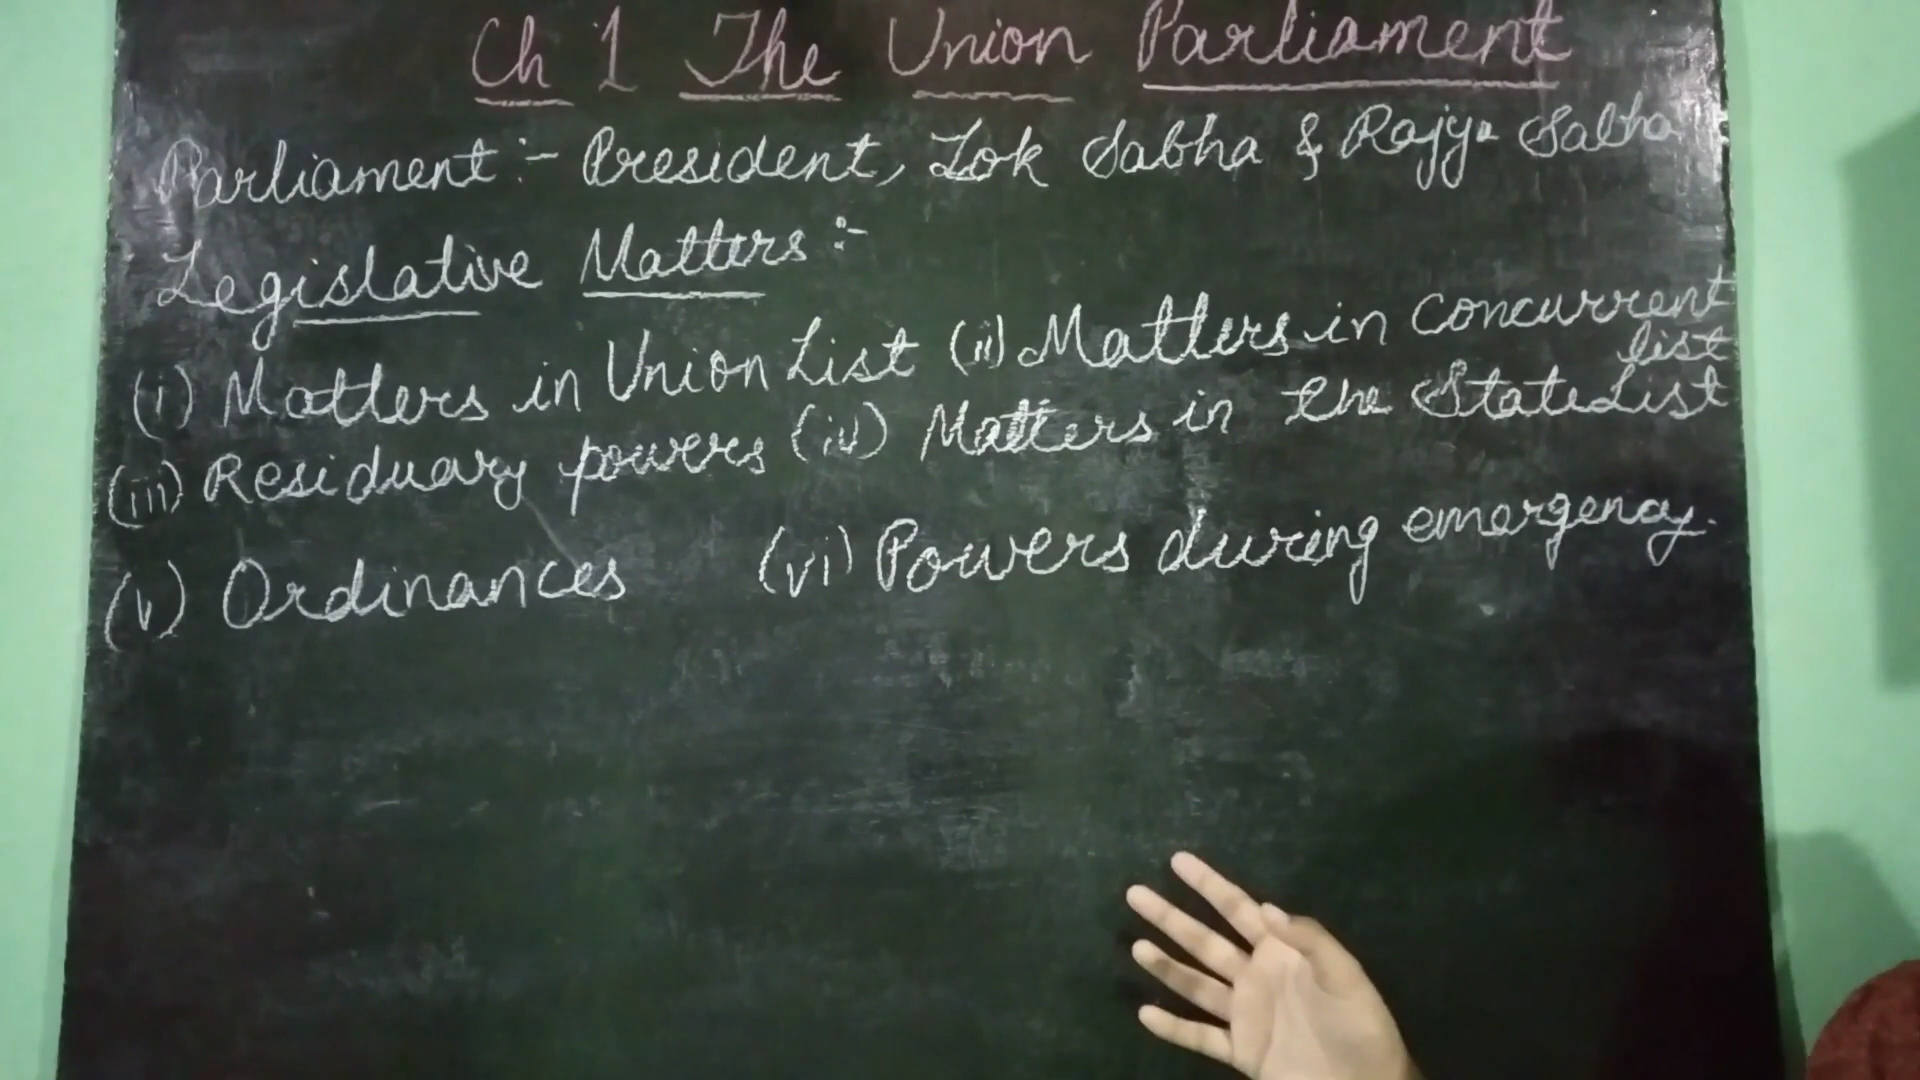 Ch 1 The Union Parliament
Parliament :- President, Lok Sabha & Rajya Sabha
Legislative Matters :-
(i) Matters in Union List (ii) Matters in Concurrent list
(iii) Residuary powers (iv) Matters in the State List
(v) Ordinances (vi) Powers during emergency.